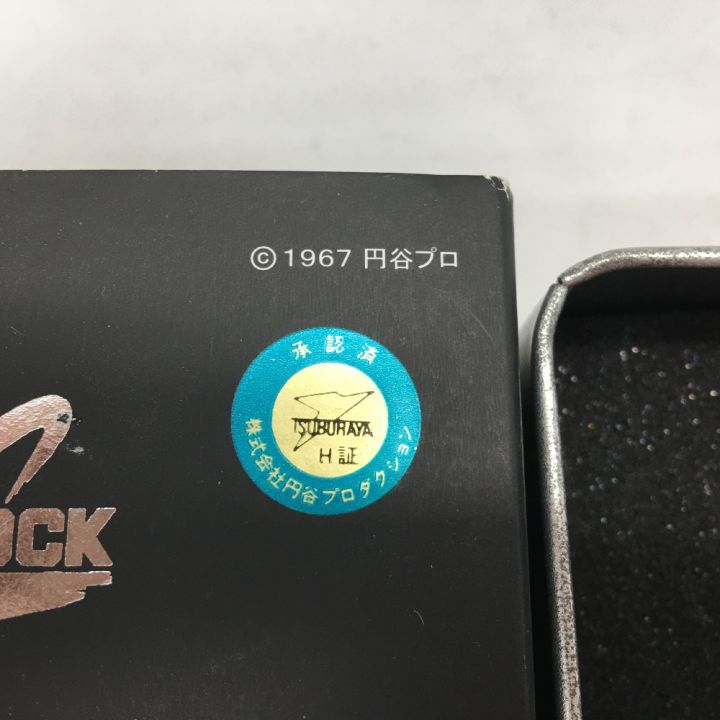 © 1967 円谷プロ
承認済
TSUBURAYA
H証
株式会社円谷プロダクション
OCK